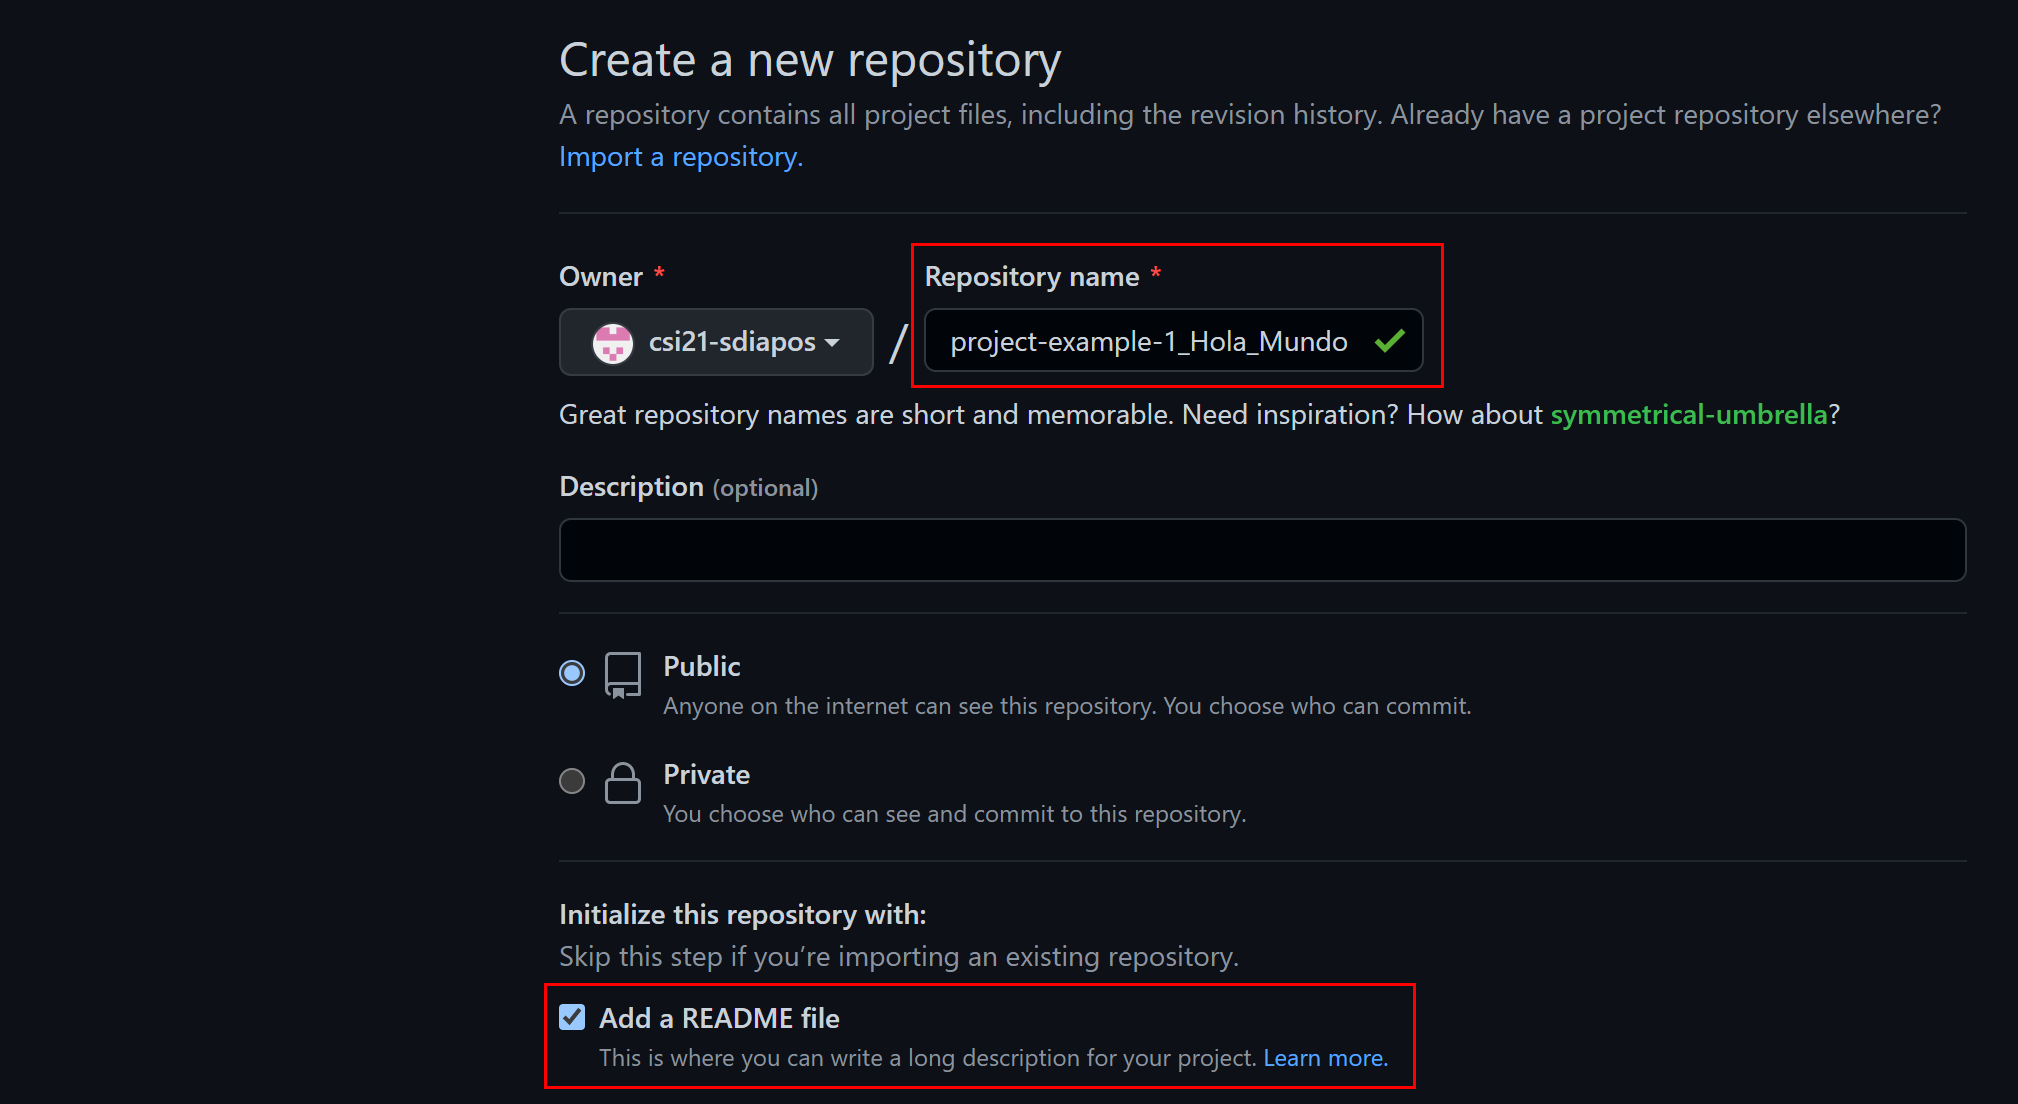 Create a new repository
A repository contains all project files, including the revision history. Already have a project repository elsewhere?
Import a repository.
Owner *
Repository name *
csi21-sdiapos
/
project-example-1_Hola_Mundo
Great repository names are short and memorable. Need inspiration? How about symmetrical-umbrella?
Description (optional)
Public
Anyone on the internet can see this repository. You choose who can commit.
Private
You choose who can see and commit to this repository.
Initialize this repository with:
Skip this step if you’re importing an existing repository.
Add a README file
This is where you can write a long description for your project. Learn more.